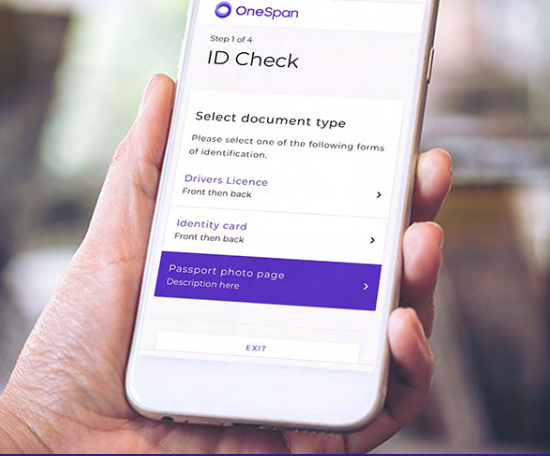 OneSpan
Step 1 of 4
ID Check
Select document type
Please select one of the following forms
of identification.
Drivers Licence
Front then back
Identity card
Front then back
Passport photo page
Description here
EXIT